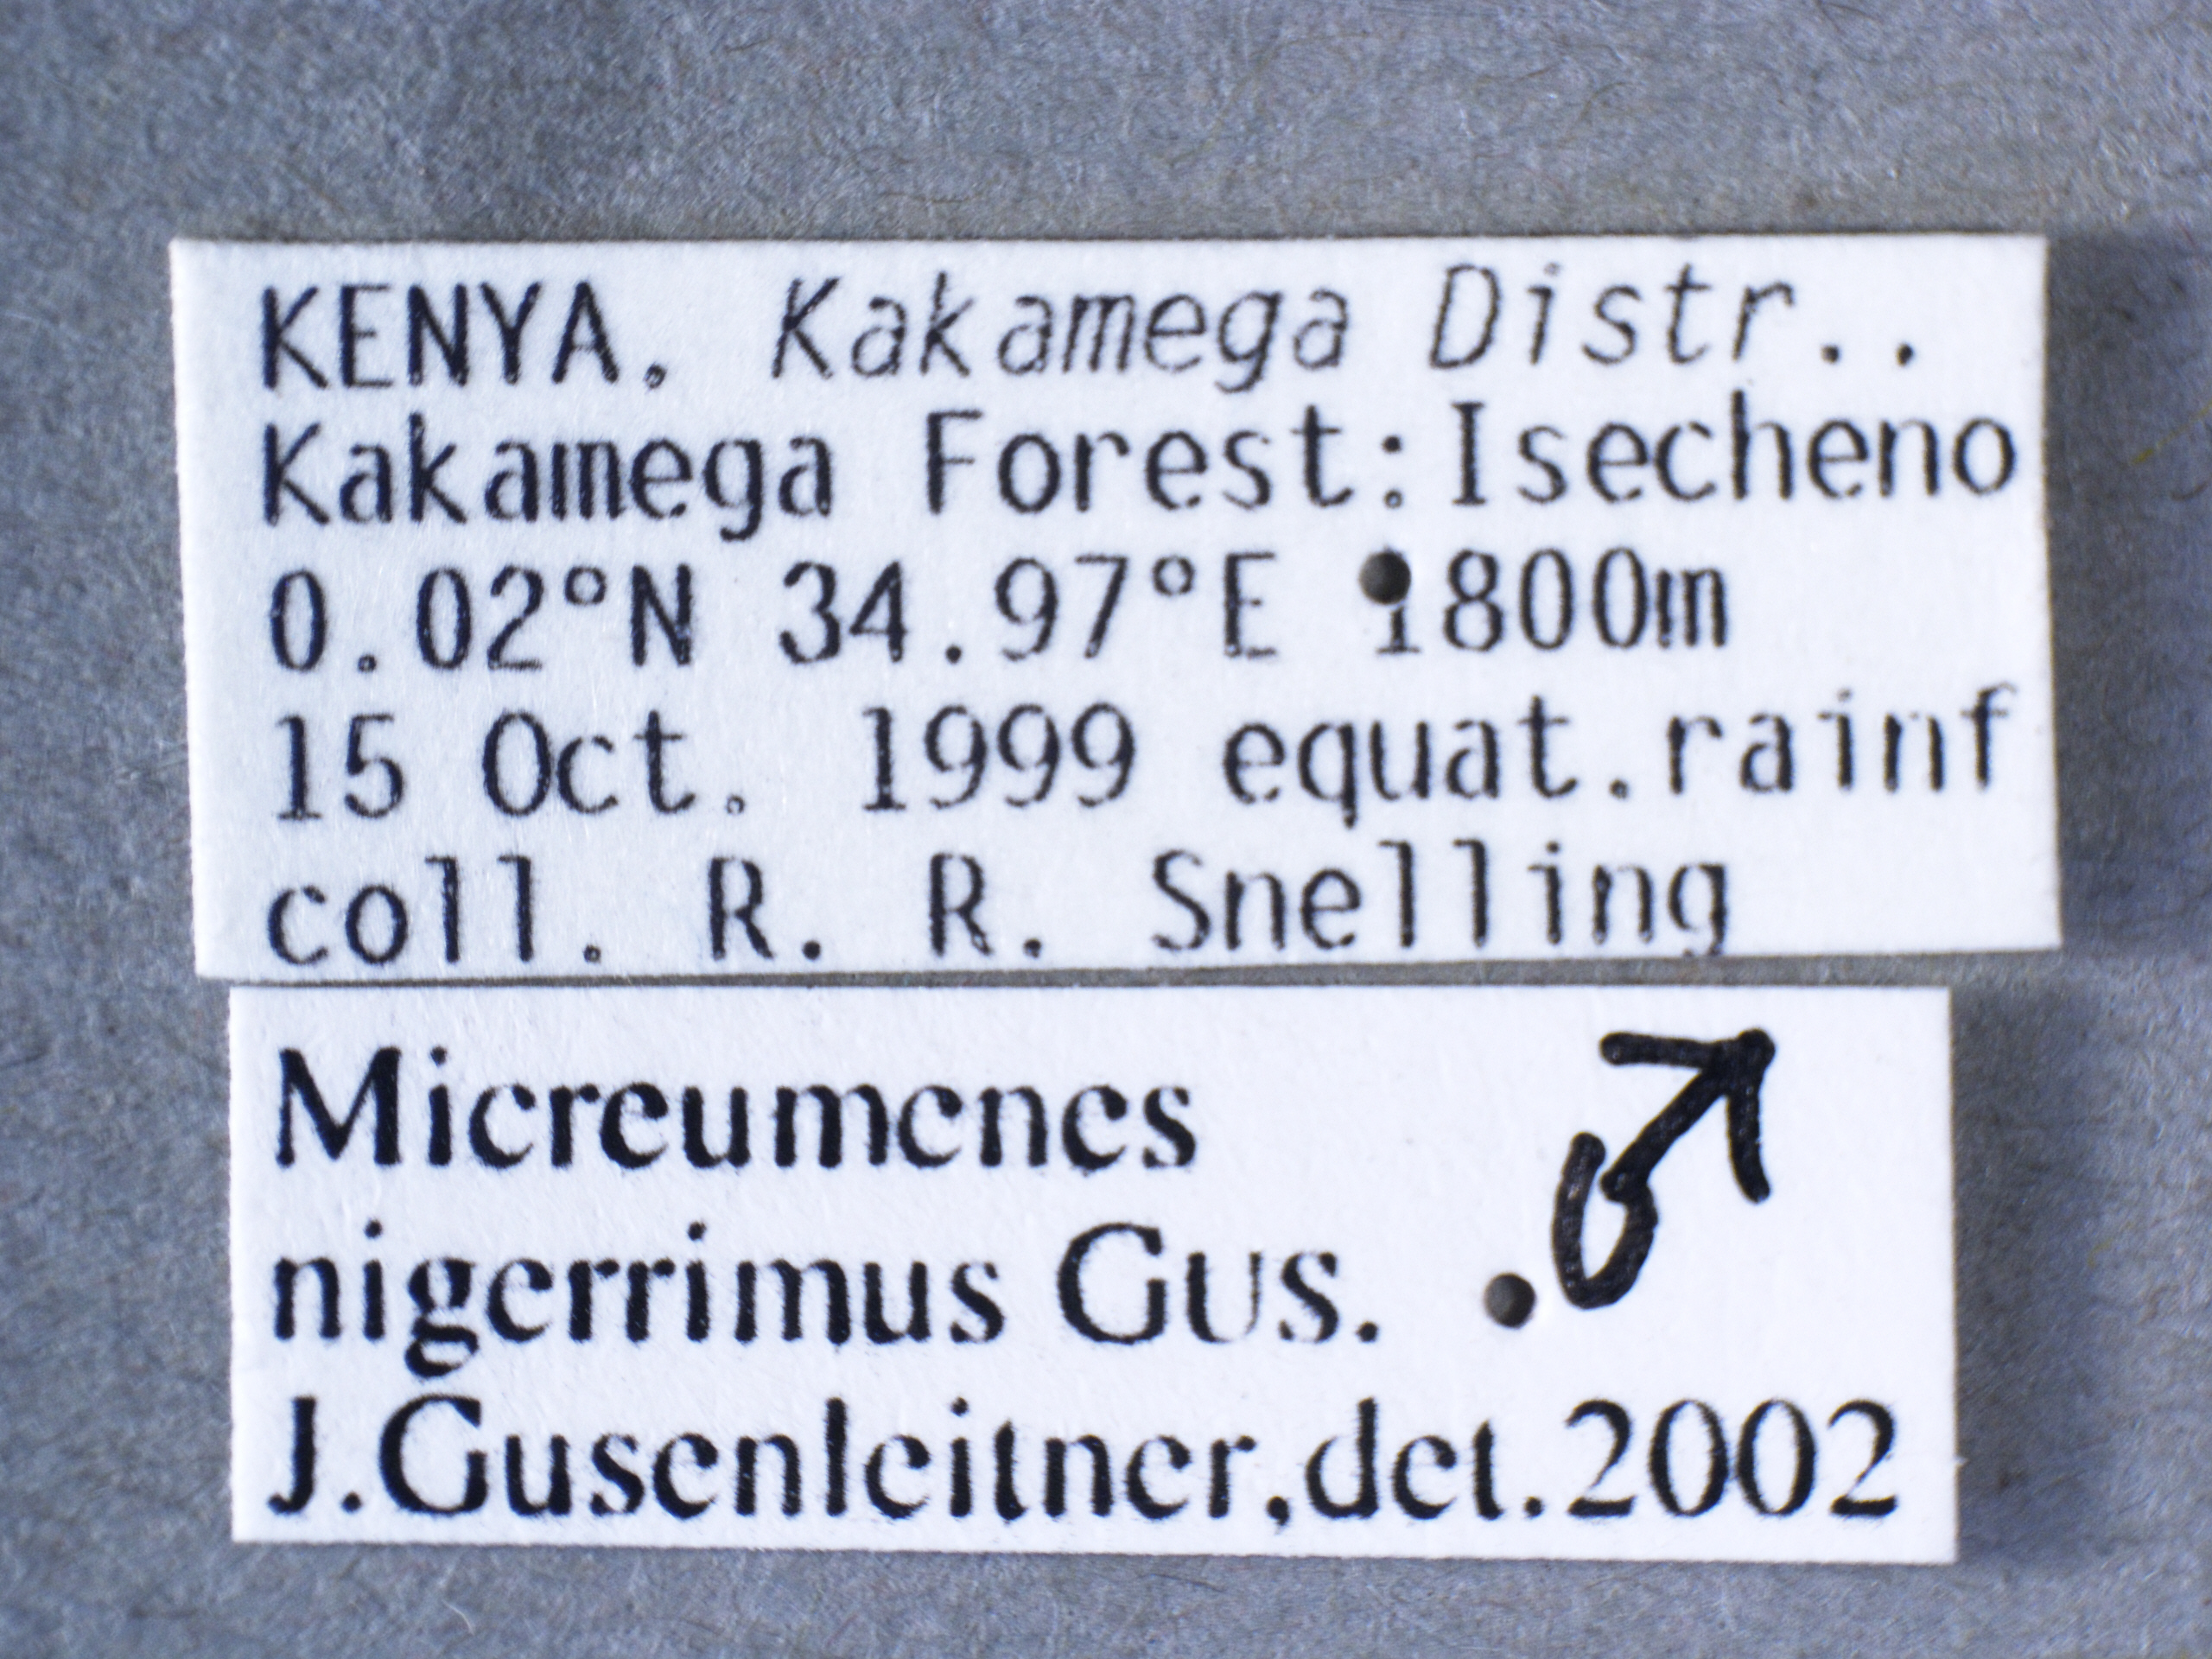 KENYA. Kakamega Distr..
Kakamega Forest:Isecheno
0.02°N 34.97°E 1800m
15 Oct. 1999 equat.rainf
coll. R. R. Snelling
Micreumenes ♂
nigerrimus Gus.
J.Gusenleitner,det.2002